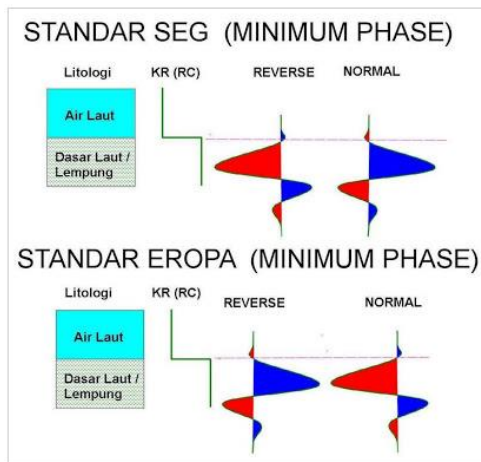 STANDAR SEG (MINIMUM PHASE)
Litologi KR (RC) REVERSE NORMAL
Air Laut
Dasar Laut /
Lempung
STANDAR EROPA (MINIMUM PHASE)
Litologi KR (RC) REVERSE NORMAL
Air Laut
Dasar Laut /
Lempung